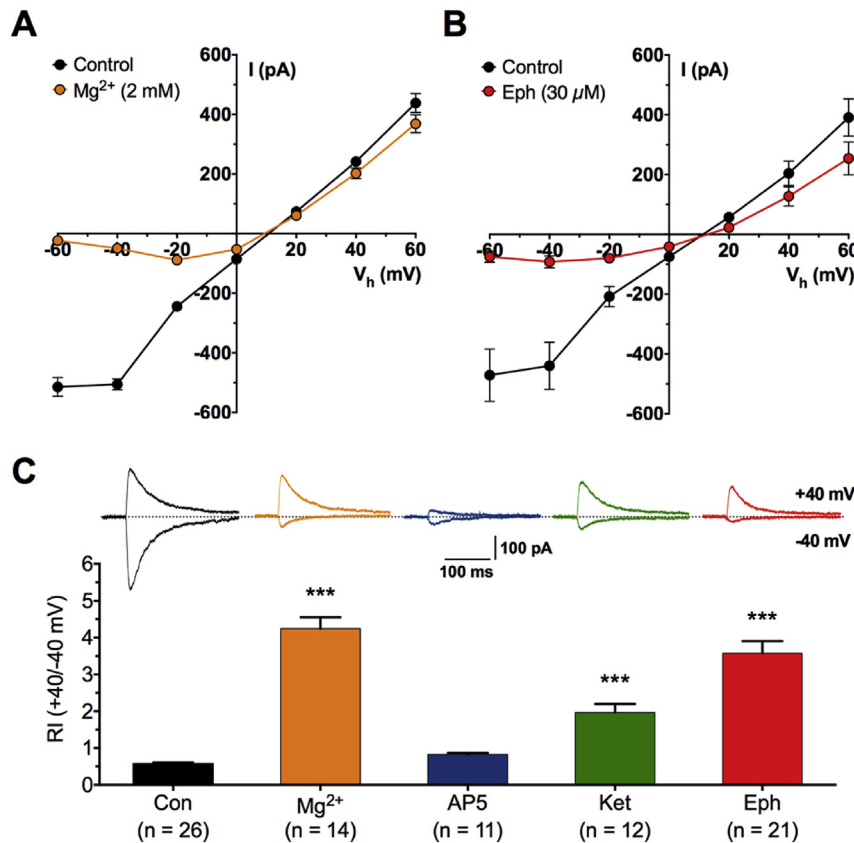 A
Control
Mg2+ (2 mM)
I (pA)
600
400
200
-200
-400
-600
-60
-40
-20
0
20
40
60
Vh (mV)
B
Control
Eph (30 µM)
I (pA)
600
400
200
-200
-400
-600
-60
-40
-20
0
20
40
60
Vh (mV)
C
+40 mV
-40 mV
100 pA
100 ms
RI (+40/-40 mV)
6
5
4
3
2
1
0
***
***
***
Con
Mg2+
AP5
Ket
Eph
(n = 26)
(n = 14)
(n = 11)
(n = 12)
(n = 21)